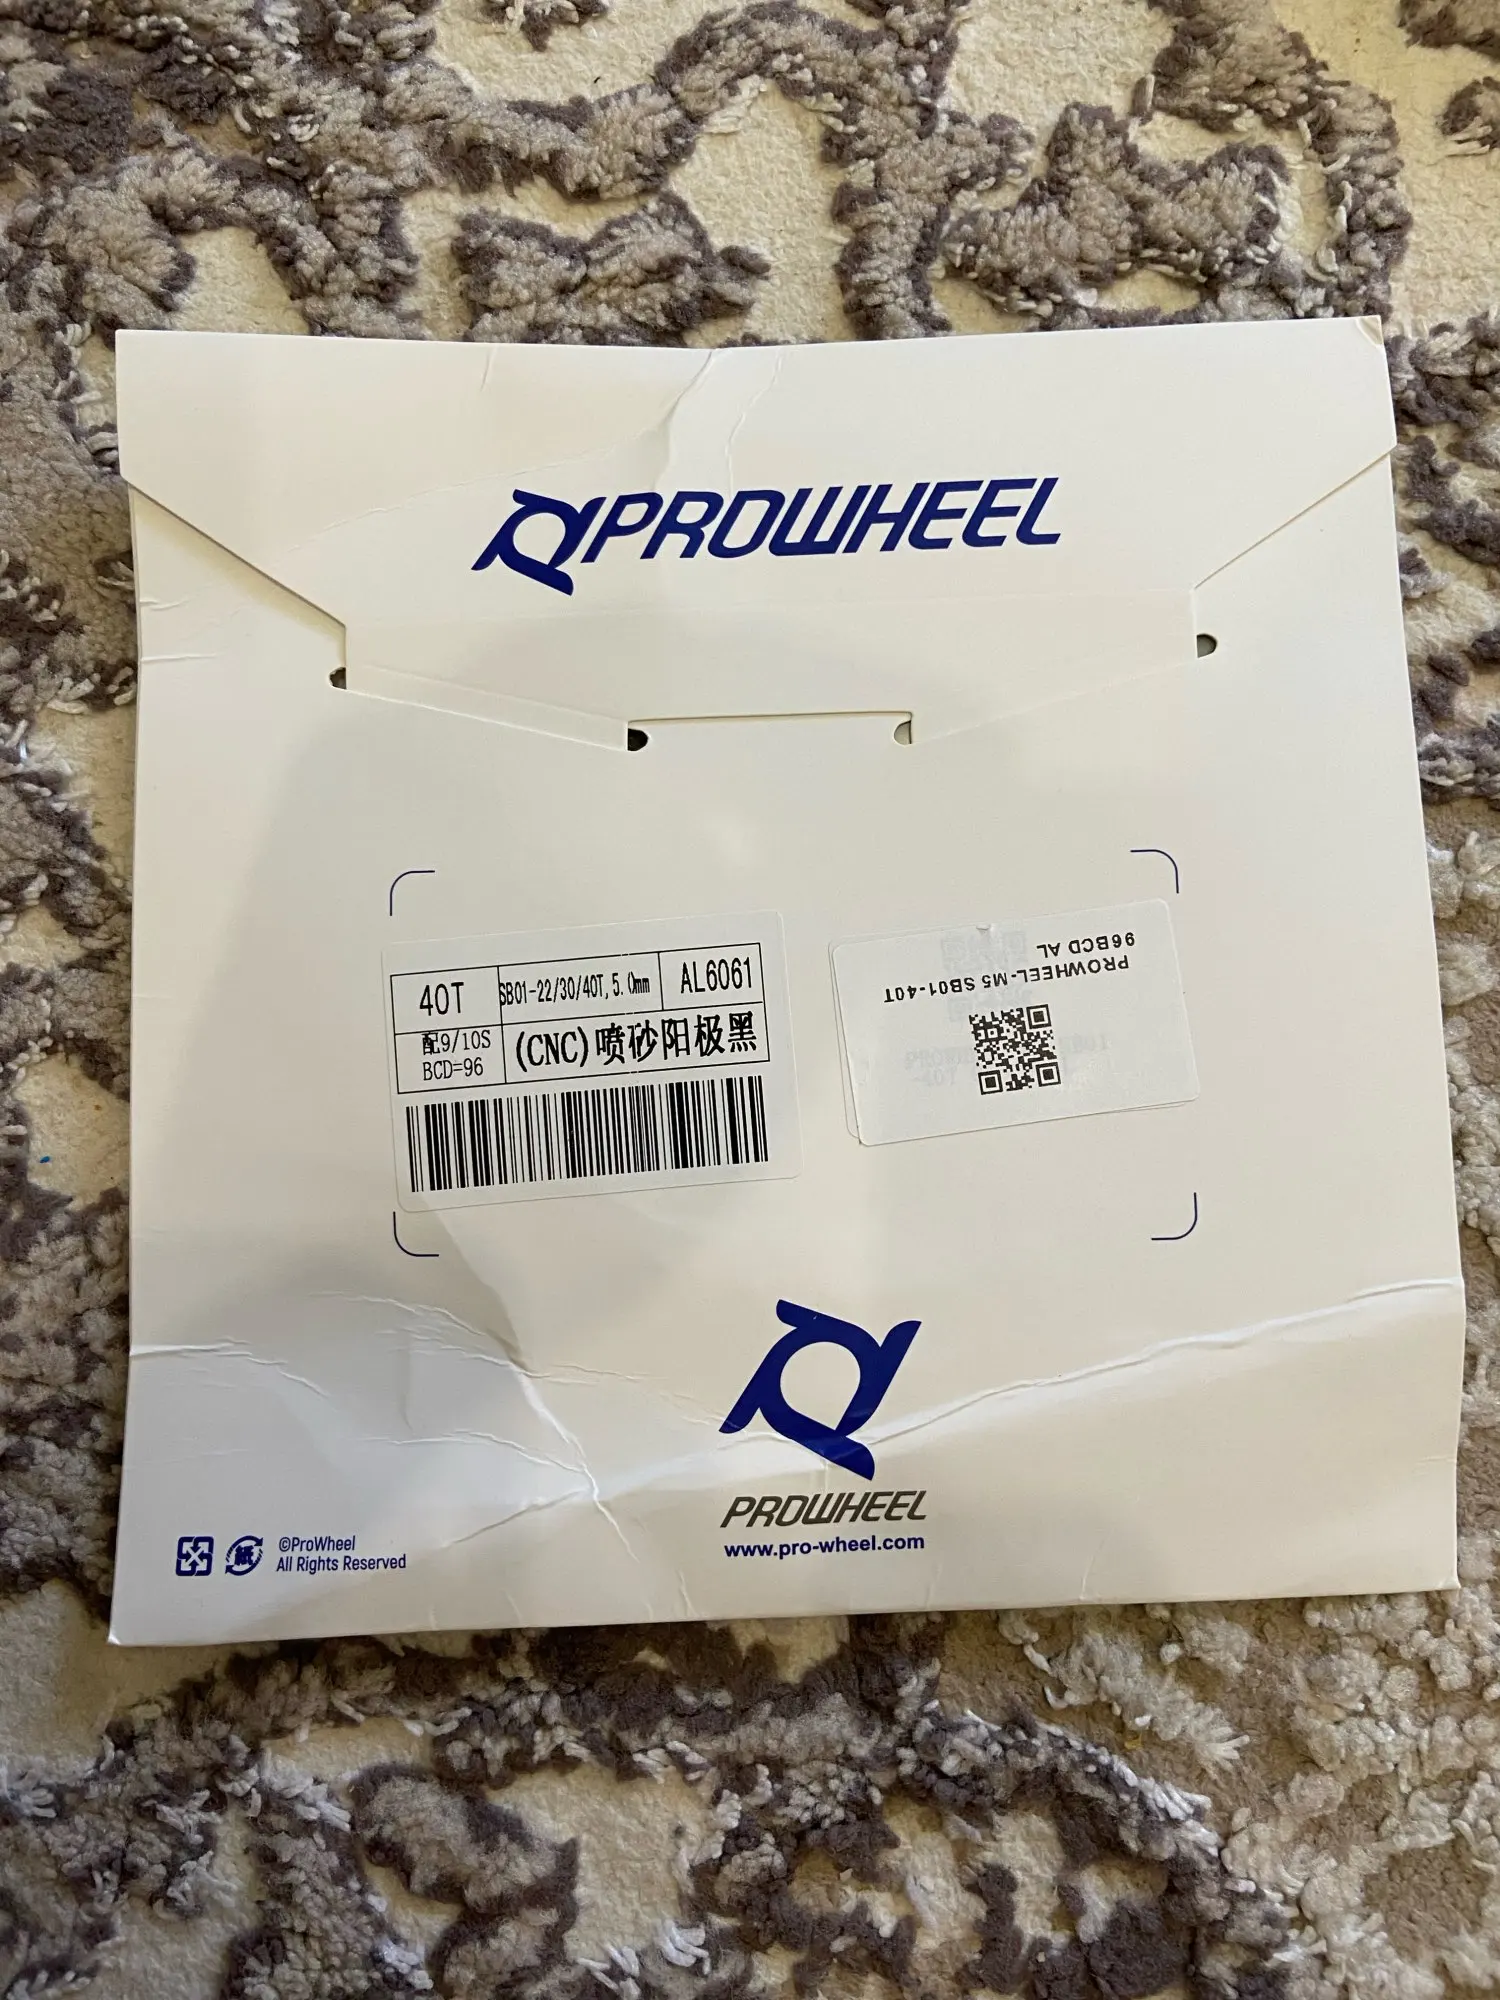 PROWHEEL
40T
SB01-22/30/40T, 5.0mm
AL6061
配9/10S
BCD=96
(CNC)喷砂阳极黑
PROWHEEL-M5 SB01-40T
96BCD AL
PROWHEEL
www.pro-wheel.com
紙
©ProWheel
All Rights Reserved